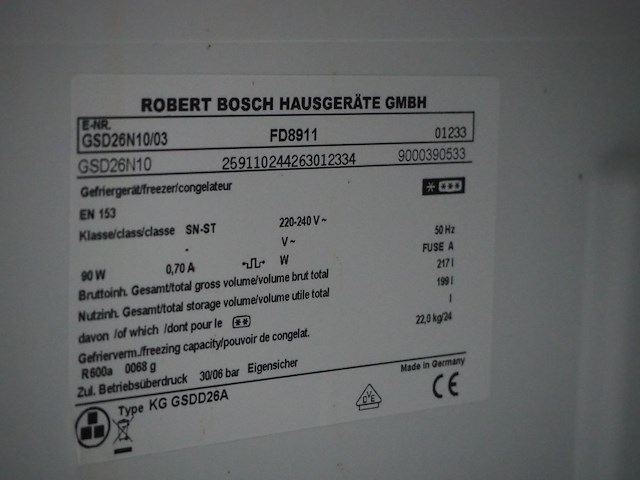 ROBERT BOSCH HAUSGERÄTE GMBH
E-NR. GSD26N10/03 FD8911 01233
GSD26N10 259110244263012334 9000390533
Gefriergerät/freezer/congelateur
EN 153
Klasse/class/classe SN-ST 220-240 V~ 50 Hz
- V~ FUSE A
90 W 0,70 A W
Bruttoinh. Gesamt/total gross volume/volume brut total 217 l
Nutzinh. Gesamt/total storage volume/volume utile total 199 l
davon /of which /dont pour le l
Gefrierverm./freezing capacity/pouvoir de congelat. 22,0 kg/24
R600a 0068 g
Zul. Betriebsüberdruck 30/06 bar Eigensicher Made in Germany
Type KG GSDD26A DVE CE